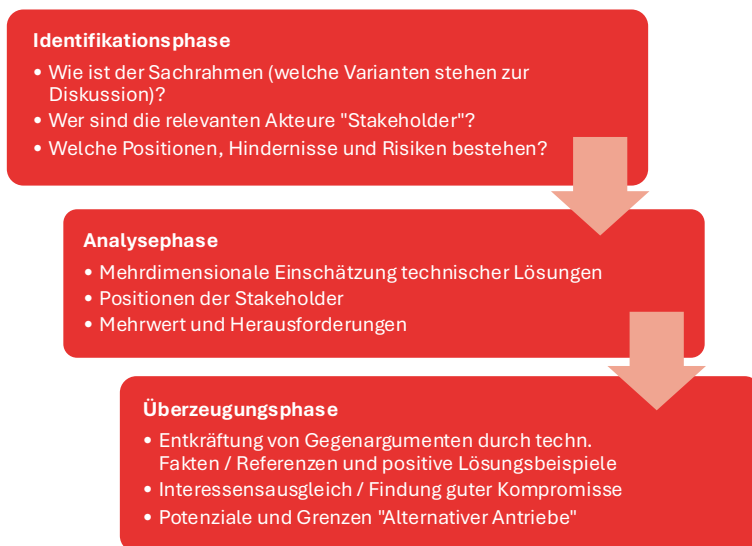 Identifikationsphase
• Wie ist der Sachrahmen (welche Varianten stehen zur
Diskussion)?
• Wer sind die relevanten Akteure "Stakeholder"?
• Welche Positionen, Hindernisse und Risiken bestehen?
Analysephase
• Mehrdimensionale Einschätzung technischer Lösungen
• Positionen der Stakeholder
• Mehrwert und Herausforderungen
Überzeugungsphase
• Entkräftung von Gegenargumenten durch techn.
Fakten / Referenzen und positive Lösungsbeispiele
• Interessensausgleich / Findung guter Kompromisse
• Potenziale und Grenzen "Alternativer Antriebe"